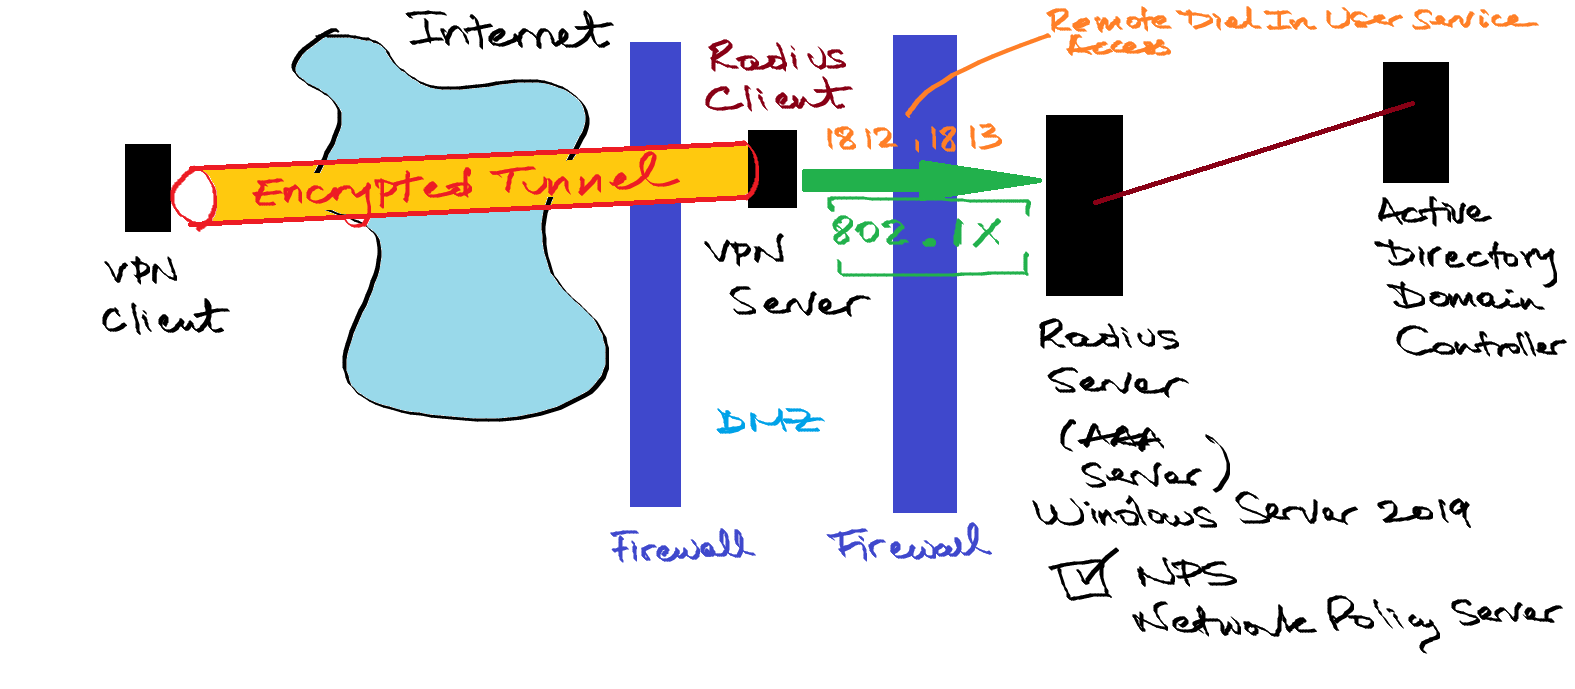 Internet
Remote Dial In User Service
Access
Radius
Client
1812, 1813
Encrypted Tunnel
802.1X
VPN
Client
VPN
Server
Active
Directory
Domain
Controller
Radius
Server
(AAA
Server)
DMZ
Windows Server 2019
Firewall
Firewall
NPS
Network Policy Server